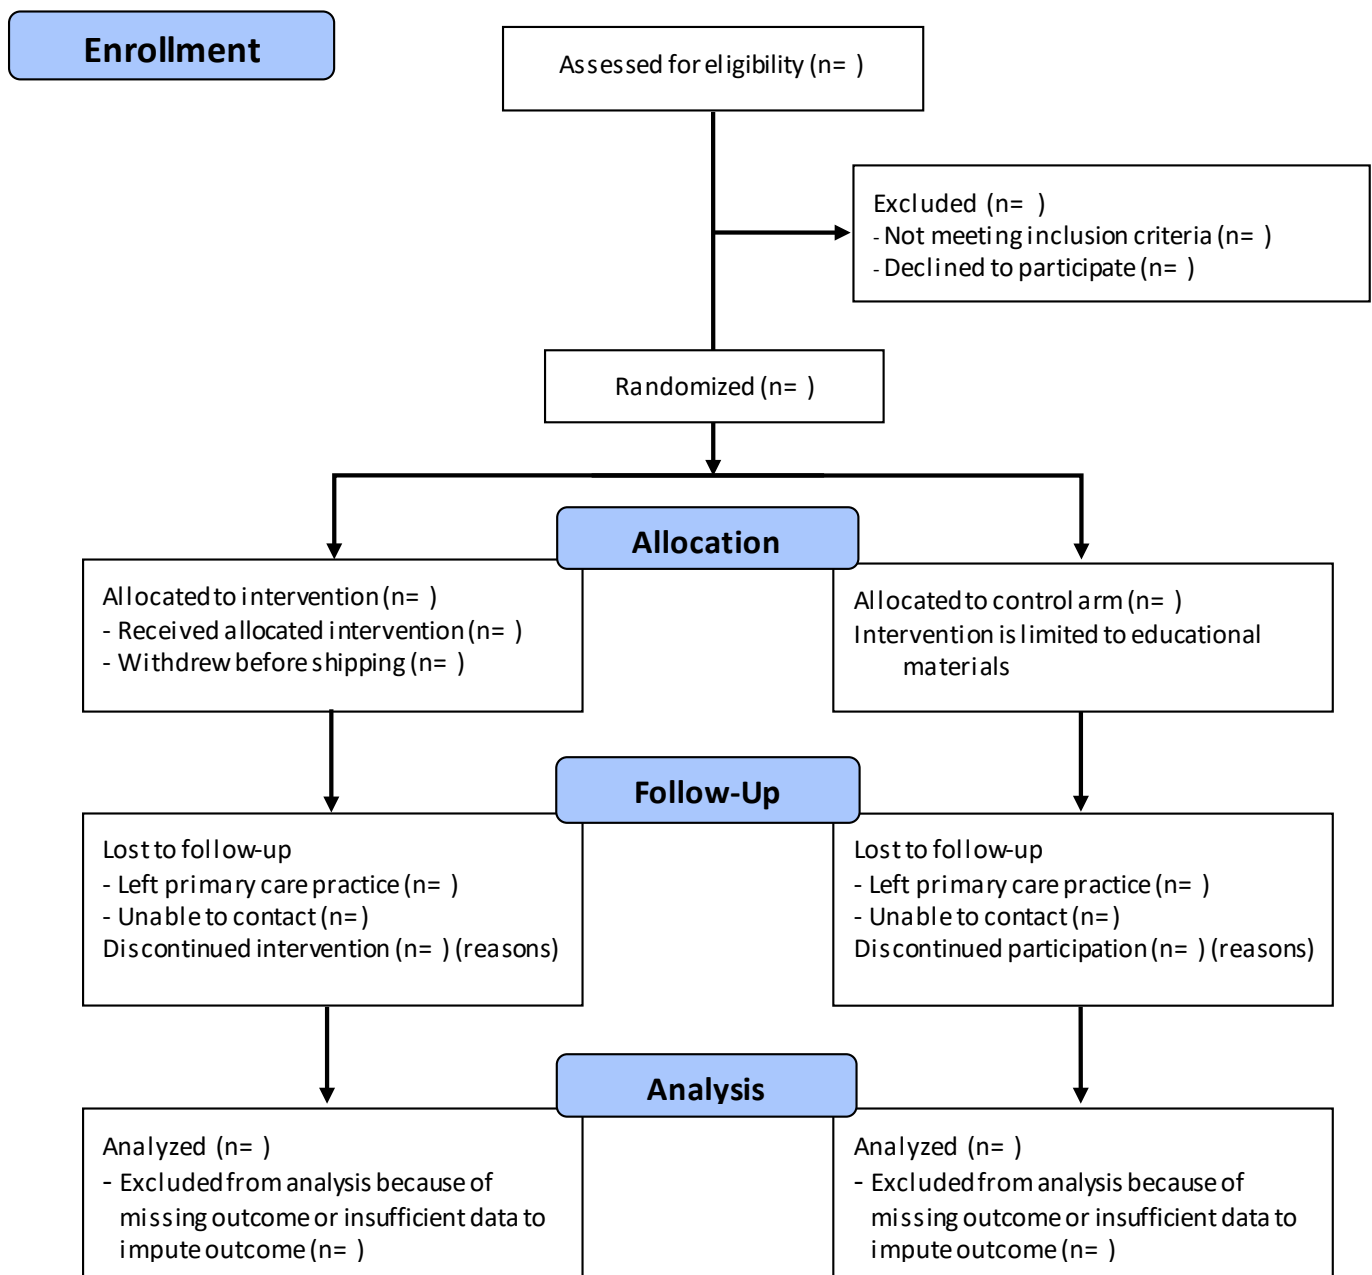 Enrollment
Assessed for eligibility (n= )
Excluded (n= )
- Not meeting inclusion criteria (n= )
- Declined to participate (n= )
Randomized (n= )
Allocation
Allocated to intervention (n= )
- Received allocated intervention (n= )
- Withdrew before shipping (n= )
Allocated to control arm (n= )
Intervention is limited to educational
materials
Follow-Up
Lost to follow-up
- Left primary care practice (n= )
- Unable to contact (n=)
Discontinued intervention (n= ) (reasons)
Lost to follow-up
- Left primary care practice (n= )
- Unable to contact (n=)
Discontinued participation (n= ) (reasons)
Analysis
Analyzed (n= )
- Excluded from analysis because of
missing outcome or insufficient data to
impute outcome (n= )
Analyzed (n= )
- Excluded from analysis because of
missing outcome or insufficient data to
impute outcome (n= )